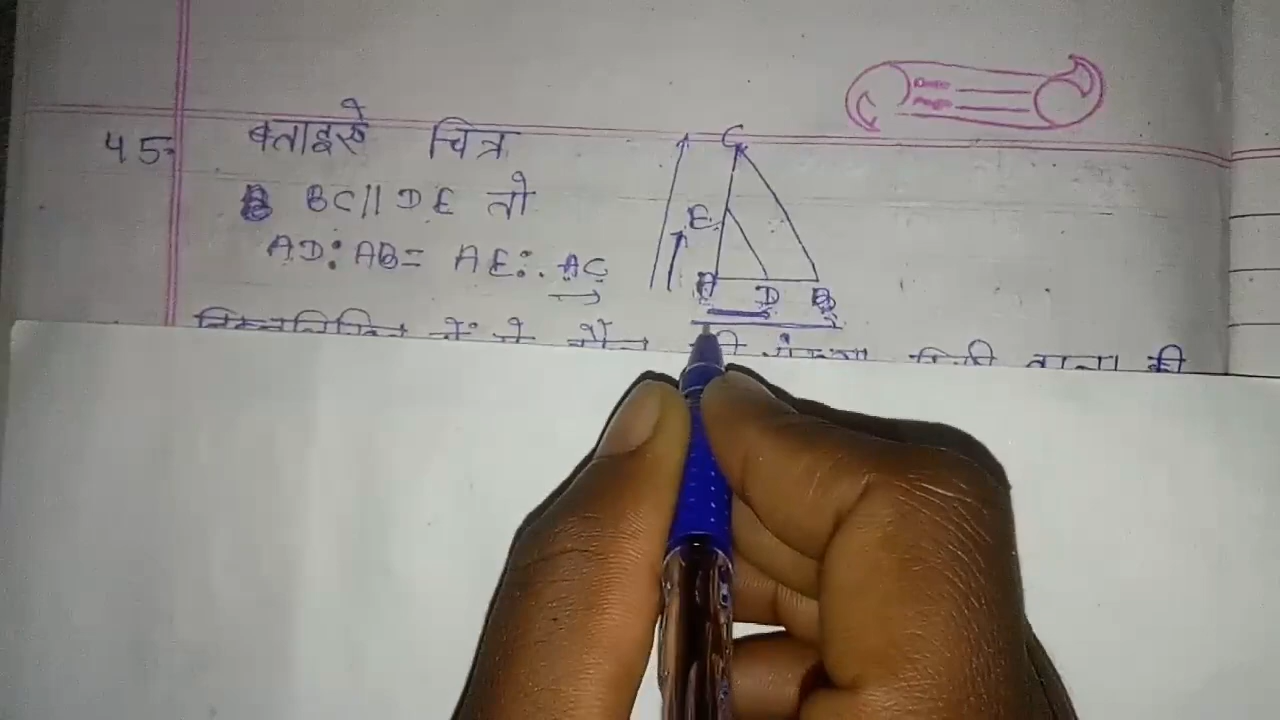 45. बताइये चित्र
BC || DE तो
AD : AB = AE : AC
C
E
A D B